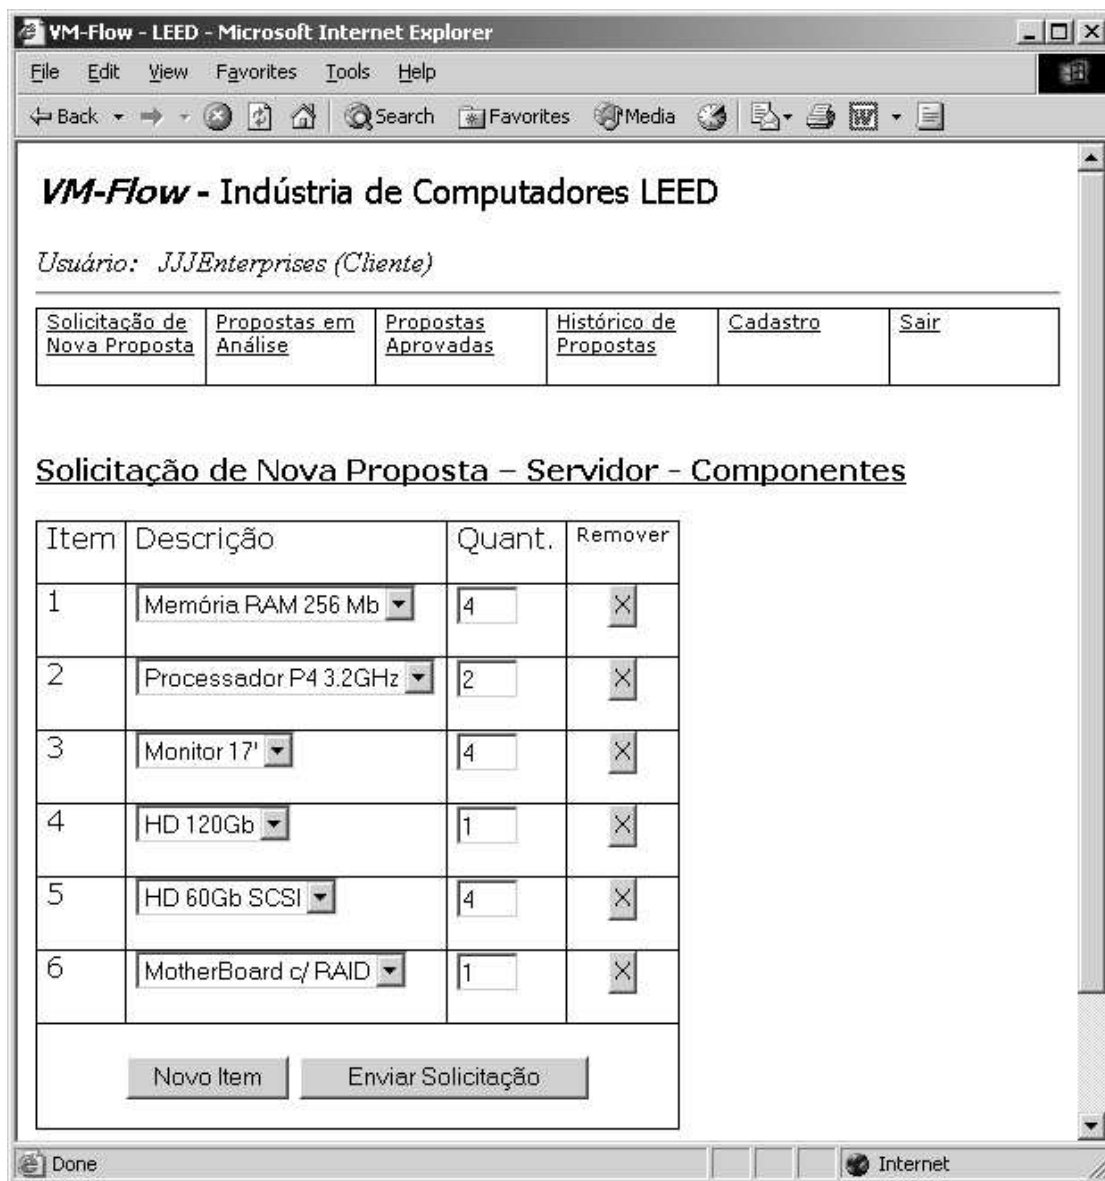 VM-Flow - LEED - Microsoft Internet Explorer
File Edit View Favorites Tools Help
Back Search Favorites Media
VM-Flow - Indústria de Computadores LEED
Usuário: JJJEnterprises (Cliente)
Solicitação de Nova Proposta
Propostas em Análise
Propostas Aprovadas
Histórico de Propostas
Cadastro
Sair
Solicitação de Nova Proposta – Servidor - Componentes
Item Descrição Quant. Remover
1 Memória RAM 256 Mb 4 X
2 Processador P4 3.2GHz 2 X
3 Monitor 17' 4 X
4 HD 120Gb 1 X
5 HD 60Gb SCSI 4 X
6 MotherBoard c/ RAID 1 X
Novo Item Enviar Solicitação
Done Internet